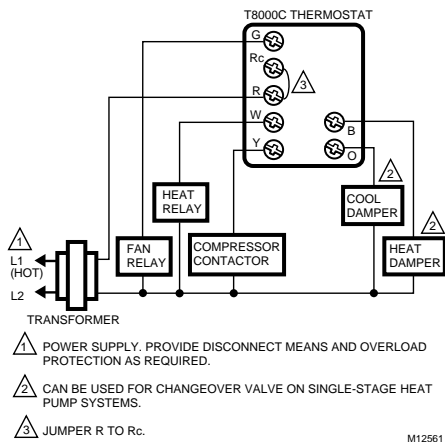 T8000C THERMOSTAT
G
Rc
R
3
W
Y
B
O
2
HEAT
RELAY
COOL
DAMPER
2
1
L1
(HOT)
L2
FAN
RELAY
COMPRESSOR
CONTACTOR
HEAT
DAMPER
TRANSFORMER
1 POWER SUPPLY. PROVIDE DISCONNECT MEANS AND OVERLOAD
PROTECTION AS REQUIRED.
2 CAN BE USED FOR CHANGEOVER VALVE ON SINGLE-STAGE HEAT
PUMP SYSTEMS.
3 JUMPER R TO Rc.
M12561